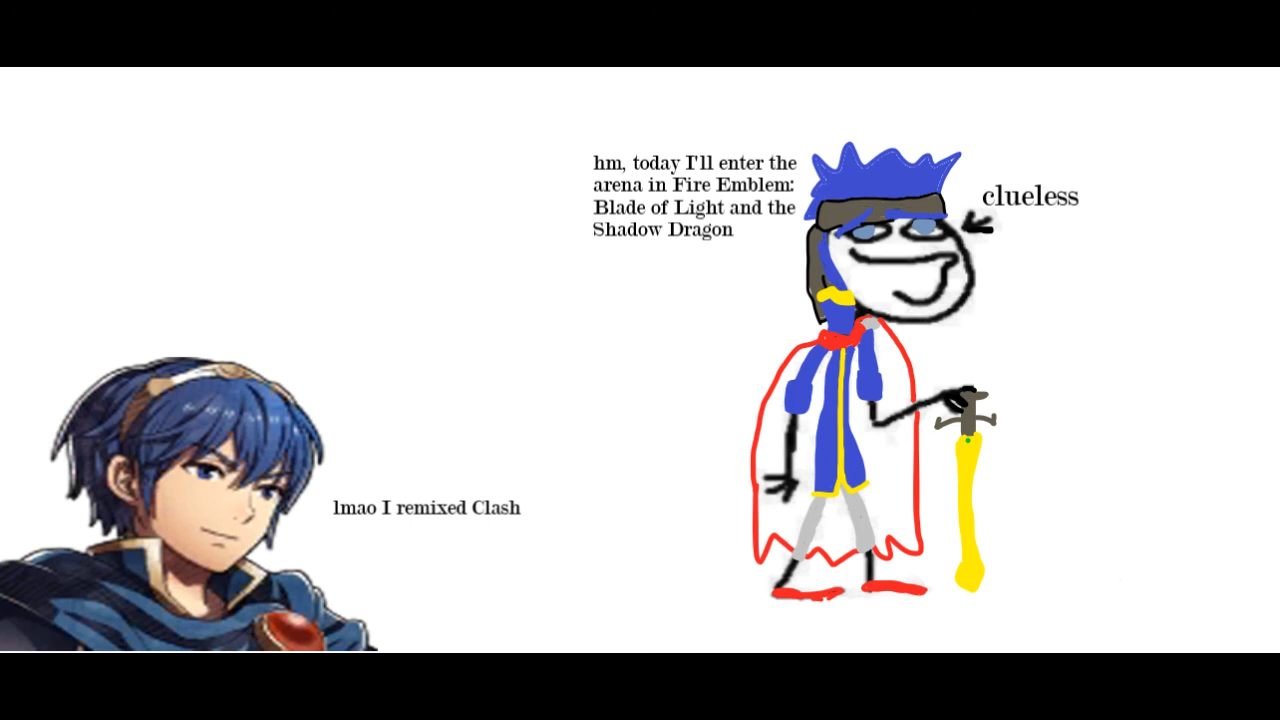 hm, today I'll enter the
arena in Fire Emblem:
Blade of Light and the
Shadow Dragon
clueless
lmao I remixed Clash